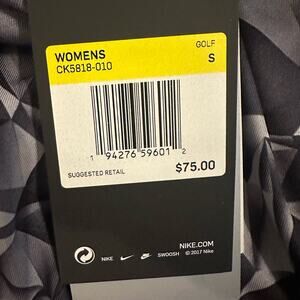 WOMENS GOLF
CK5818-010 S
1 94276 59601 2
SUGGESTED RETAIL $75.00
NIKE.COM
NIKE SWOOSH © 2017 Nike